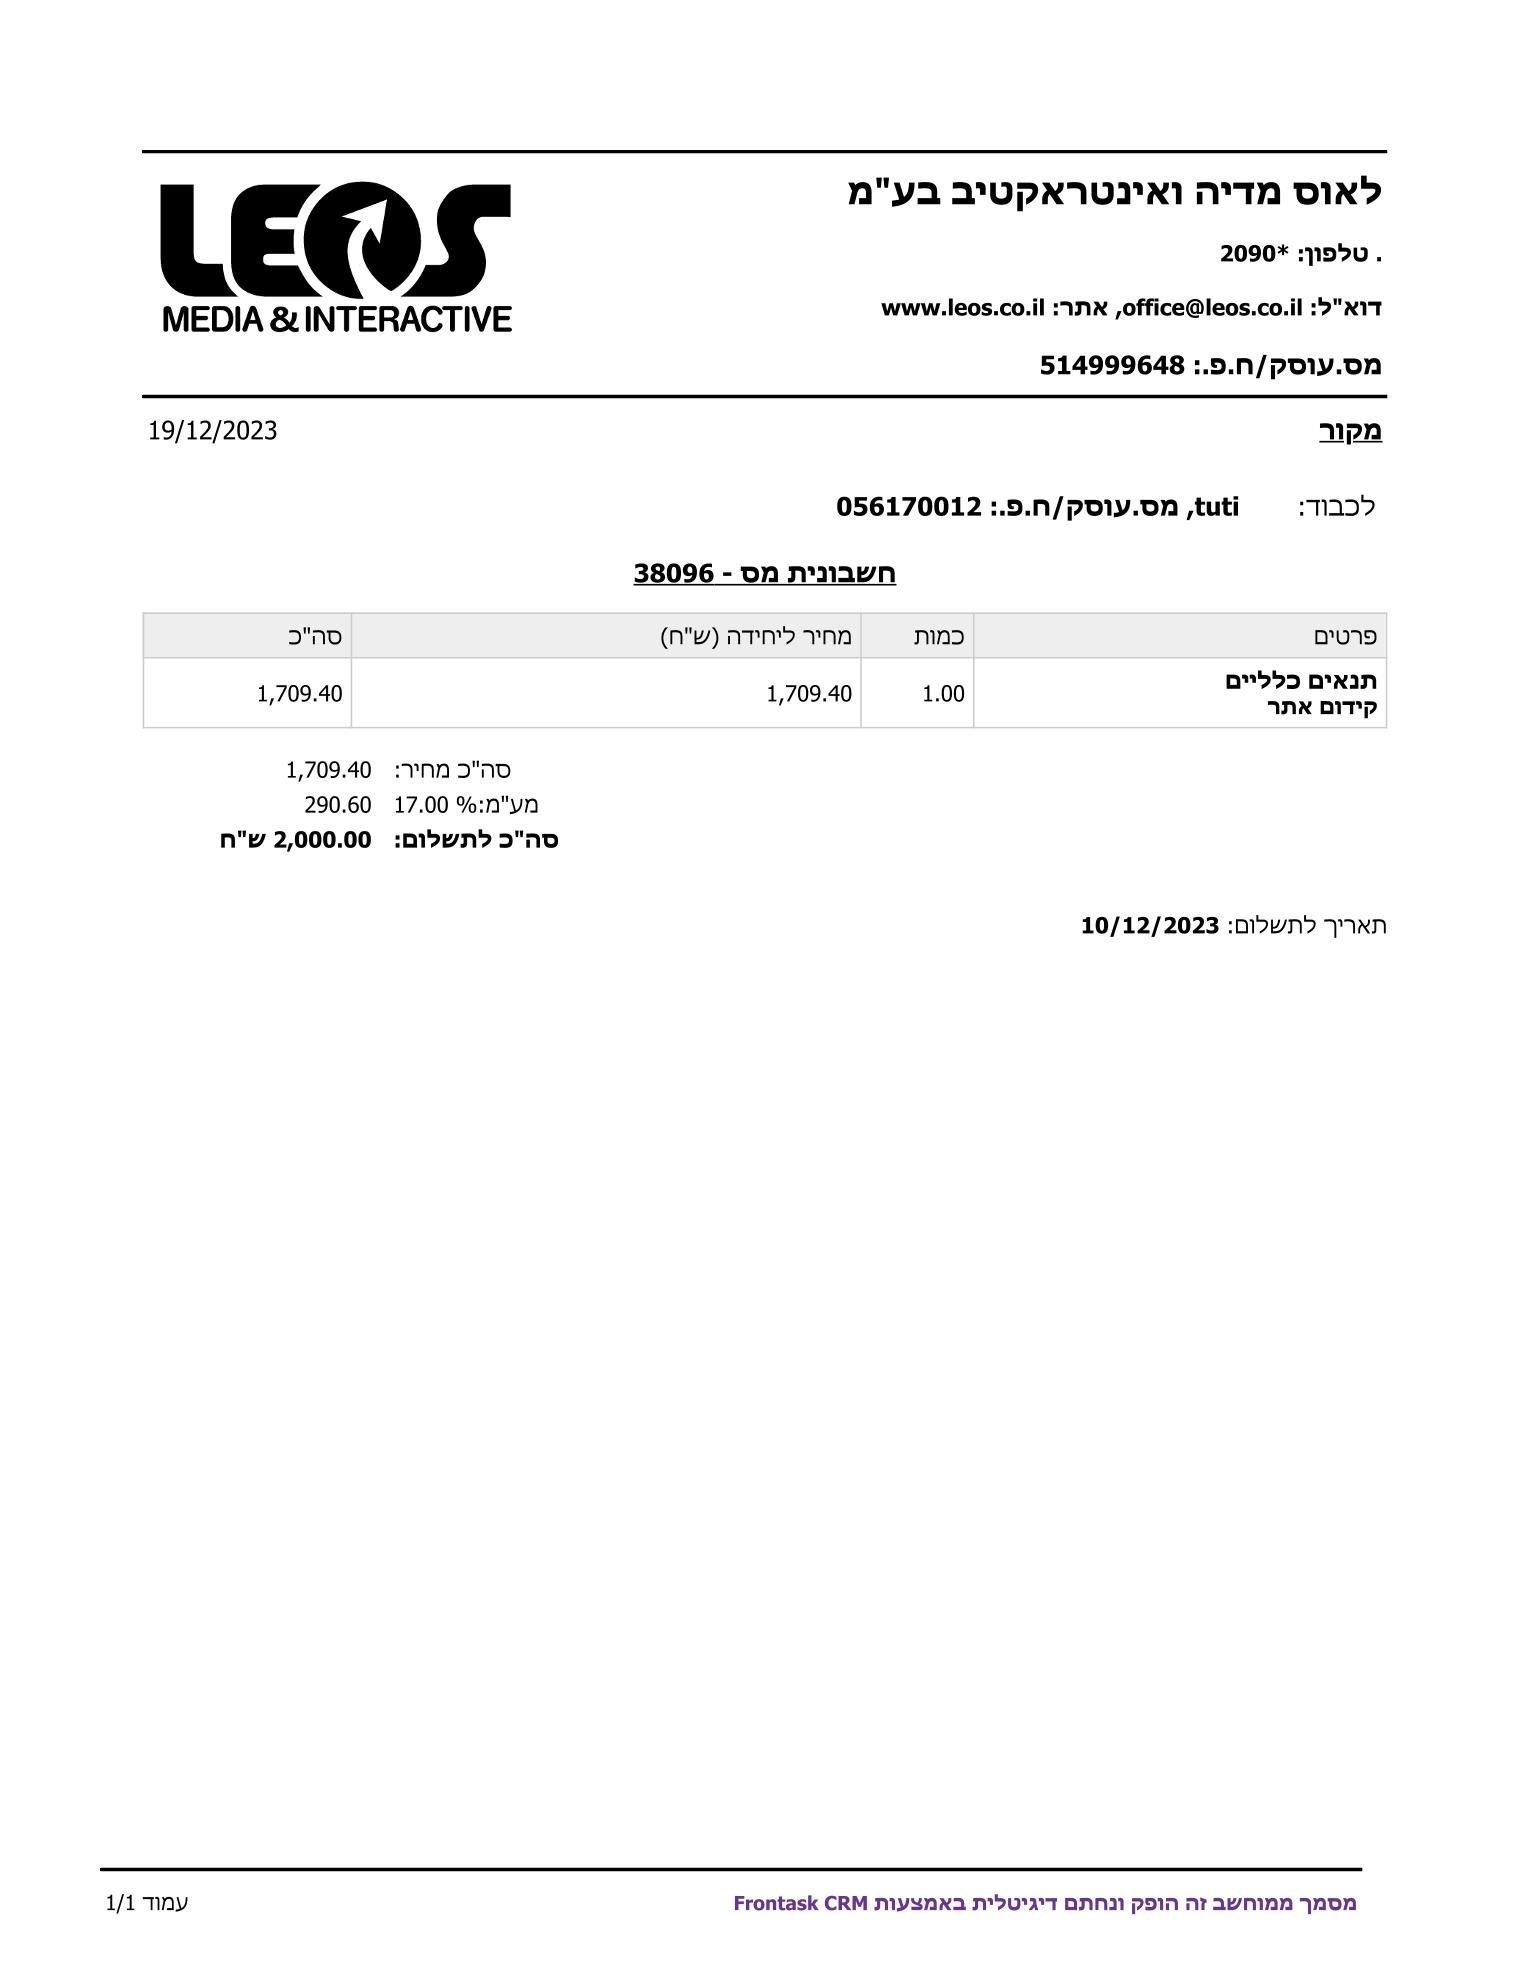 לאוס מדיה ואינטראקטיב בע"מ
LEOS
MEDIA & INTERACTIVE
. טלפון: *2090
דוא"ל: office@leos.co.il, אתר: www.leos.co.il
מס.עוסק/ח.פ.: 514999648
מקור
19/12/2023
לכבוד: tuti, מס.עוסק/ח.פ.: 056170012
חשבונית מס - 38096
פרטים כמות מחיר ליחידה (ש"ח) סה"כ
תנאים כלליים
קידום אתר
1.00 1,709.40 1,709.40
סה"כ מחיר: 1,709.40
מע"מ:% 17.00 290.60
סה"כ לתשלום: 2,000.00 ש"ח
תאריך לתשלום: 10/12/2023
מסמך ממוחשב זה הופק ונחתם דיגיטלית באמצעות Frontask CRM
עמוד 1/1